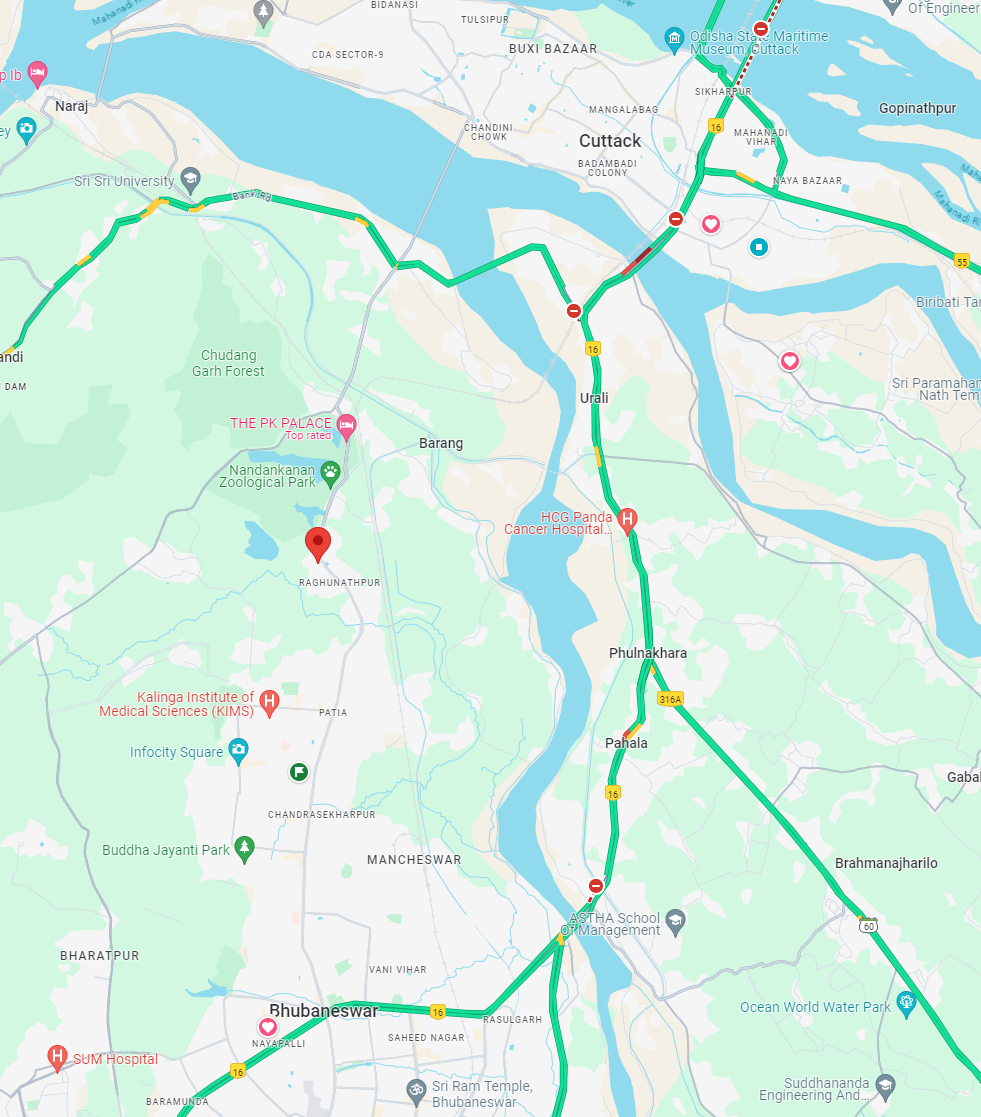 BIDANASI
Of Engineer
TULSIPUR
Odisha State Maritime
Museum, Cuttack
BUXI BAZAAR
CDA SECTOR-9
p Ib
SIKHARPUR
Naraj
MANGALABAG
Gopinathpur
16
ey
CHANDINI
CHOWK
MAHANADI
VIHAR
Cuttack
BADAMBADI
COLONY
Sri Sri University
NAYA BAZAAR
Banki Rd
Mahanadi Ri
55
Biribati Tar
16
andi
DAM
Chudang
Garh Forest
Sri Paramahan
Nath Tem
Urali
THE PK PALACE
Top rated
Barang
Nandankanan
Zoological Park
HCG Panda
Cancer Hospital...
RAGHUNATHPUR
Phulnakhara
Kalinga Institute of
Medical Sciences (KIMS)
316A
PATIA
Pahala
Infocity Square
Gabal
16
CHANDRASEKHARPUR
Buddha Jayanti Park
MANCHESWAR
Brahmanajharilo
ASTHA School
Of Management
60
BHARATPUR
VANI VIHAR
Ocean World Water Park
Bhubaneswar
16
RASULGARH
NAYAPALLI
SAHEED NAGAR
SUM Hospital
16
Sri Ram Temple,
Bhubaneswar
Suddhananda
Engineering And...
BARAMUNDA